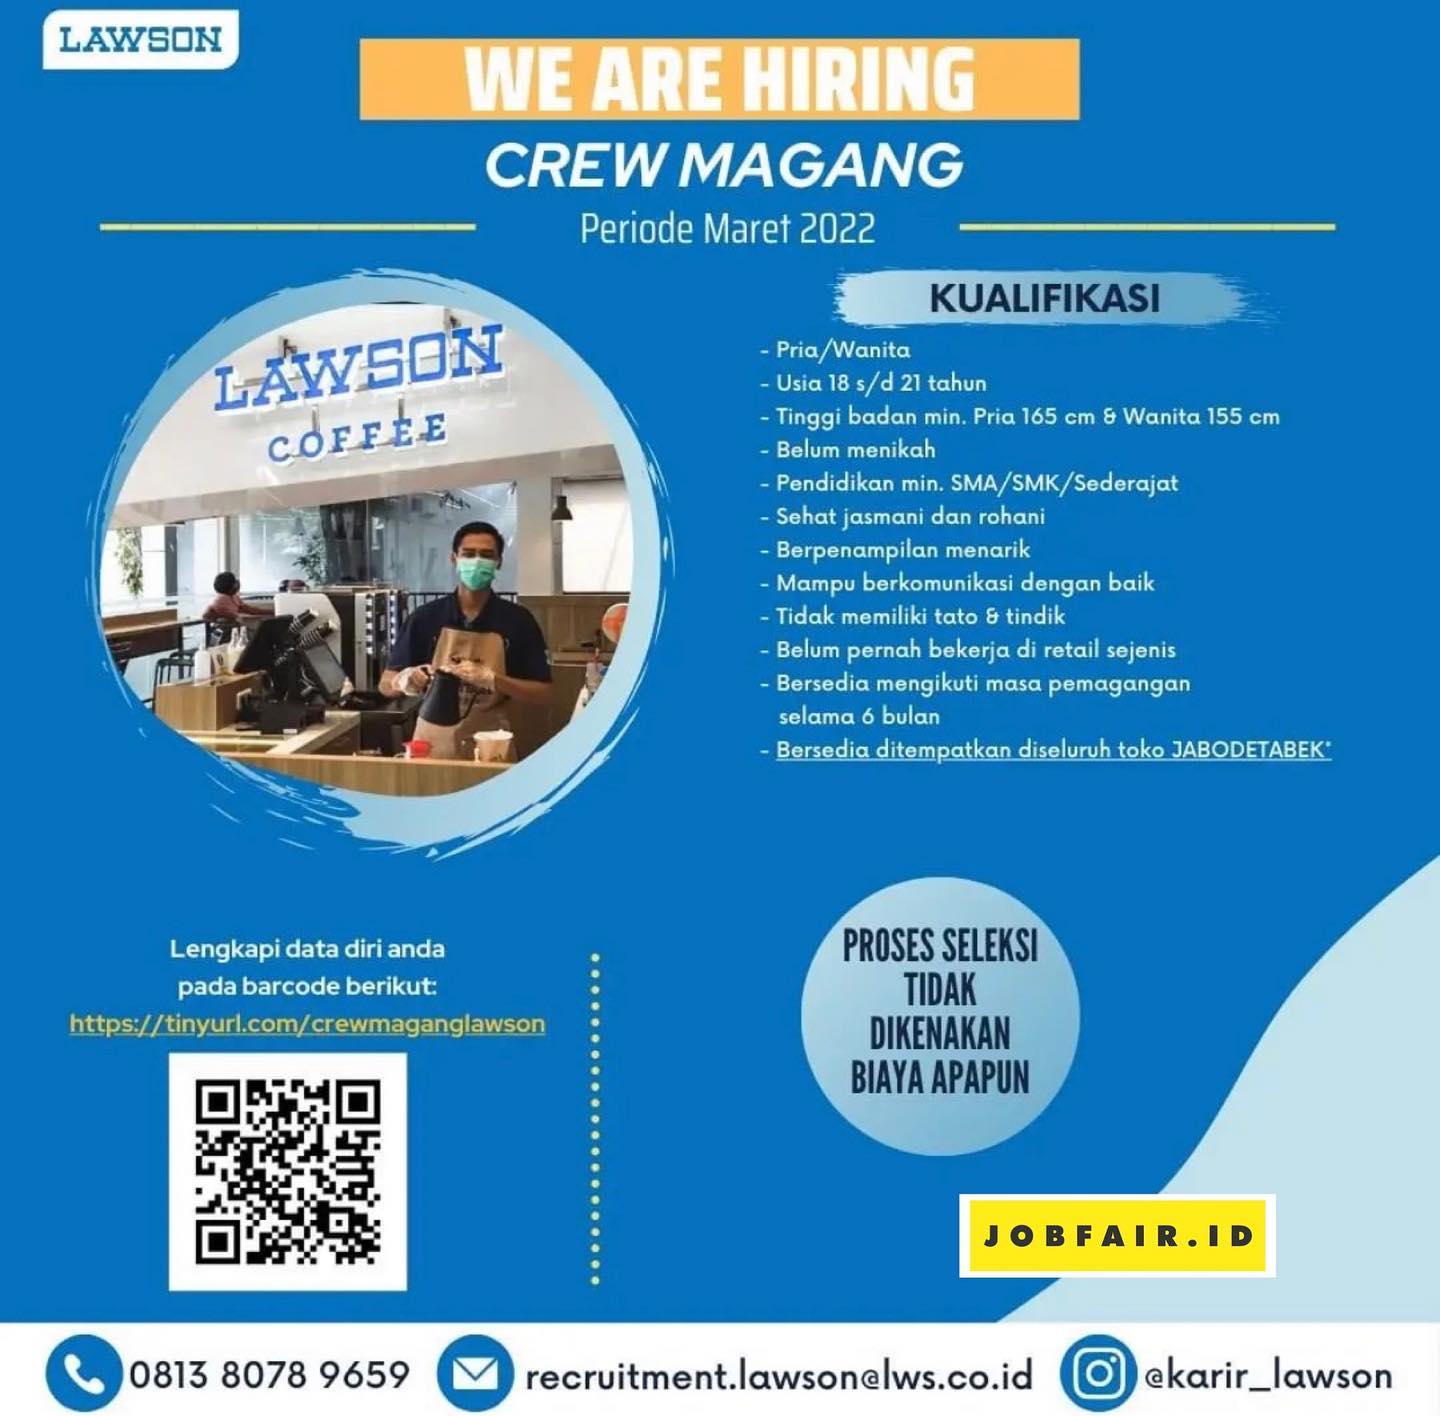 LAWSON
WE ARE HIRING
CREW MAGANG
Periode Maret 2022
LAWSON
COFFEE
KUALIFIKASI
- Pria/Wanita
- Usia 18 s/d 21 tahun
- Tinggi badan min. Pria 165 cm & Wanita 155 cm
- Belum menikah
- Pendidikan min. SMA/SMK/Sederajat
- Sehat jasmani dan rohani
- Berpenampilan menarik
- Mampu berkomunikasi dengan baik
- Tidak memiliki tato & tindik
- Belum pernah bekerja di retail sejenis
- Bersedia mengikuti masa pemagangan
selama 6 bulan
- Bersedia ditempatkan diseluruh toko JABODETABEK*
Lengkapi data diri anda
pada barcode berikut:
https://tinyurl.com/crewmaganglawson
PROSES SELEKSI
TIDAK
DIKENAKAN
BIAYA APAPUN
JOBFAIR.ID
0813 8078 9659
recruitment.lawson@lws.co.id
@karir_lawson